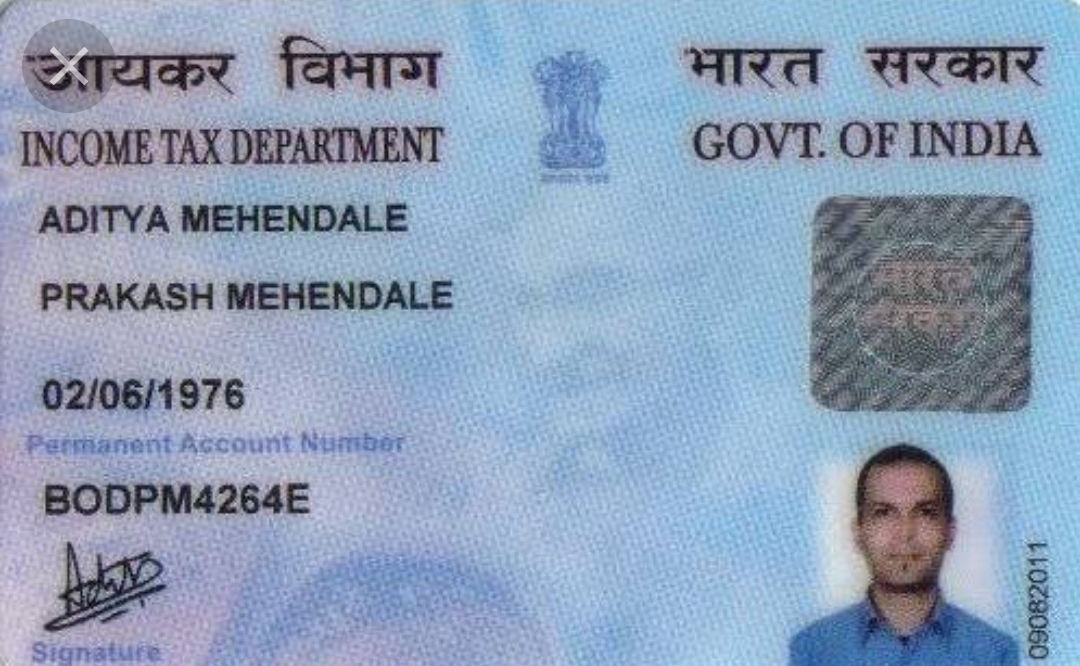 आयकर विभाग
भारत सरकार
INCOME TAX DEPARTMENT
GOVT. OF INDIA
ADITYA MEHENDALE
PRAKASH MEHENDALE
02/06/1976
Permanent Account Number
BODPM4264E
Signature
09082011